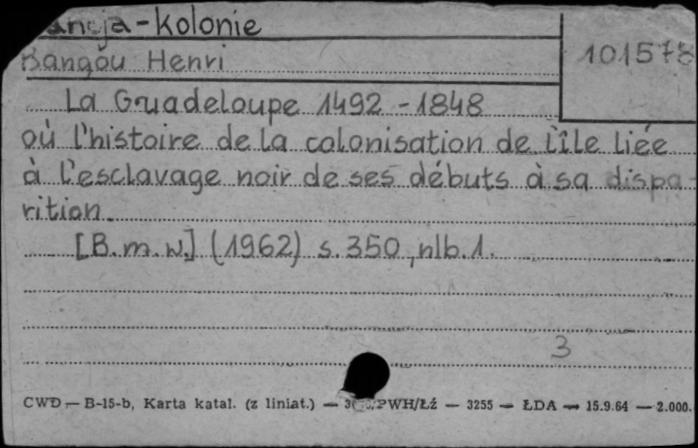 ancja-kolonie
Bangou Henri
101578
La Guadeloupe 1492-1848
où l'histoire de la colonisation de l'île liée
à l'esclavage noir de ses débuts à sa dispa-
rition
[B.m.w.] (1962) s.350,nlb.1.
3
CWD — B-15-b, Karta katal. (z liniat.) — PWH/Łź — 3255 — ŁDA — 15.9.64 — 2.000.